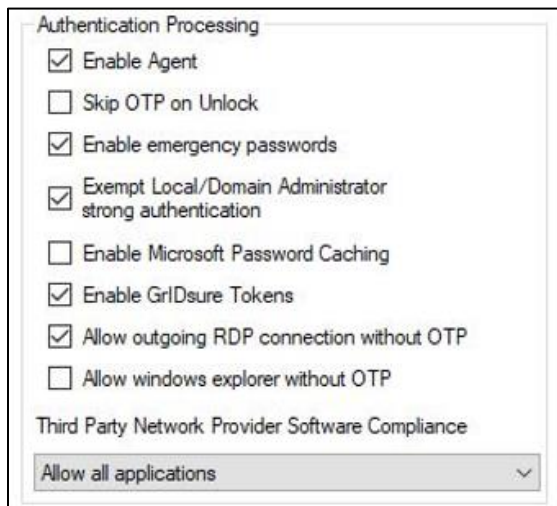 Authentication Processing
Enable Agent
Skip OTP on Unlock
Enable emergency passwords
Exempt Local/Domain Administrator
strong authentication
Enable Microsoft Password Caching
Enable GrIDsure Tokens
Allow outgoing RDP connection without OTP
Allow windows explorer without OTP
Third Party Network Provider Software Compliance
Allow all applications